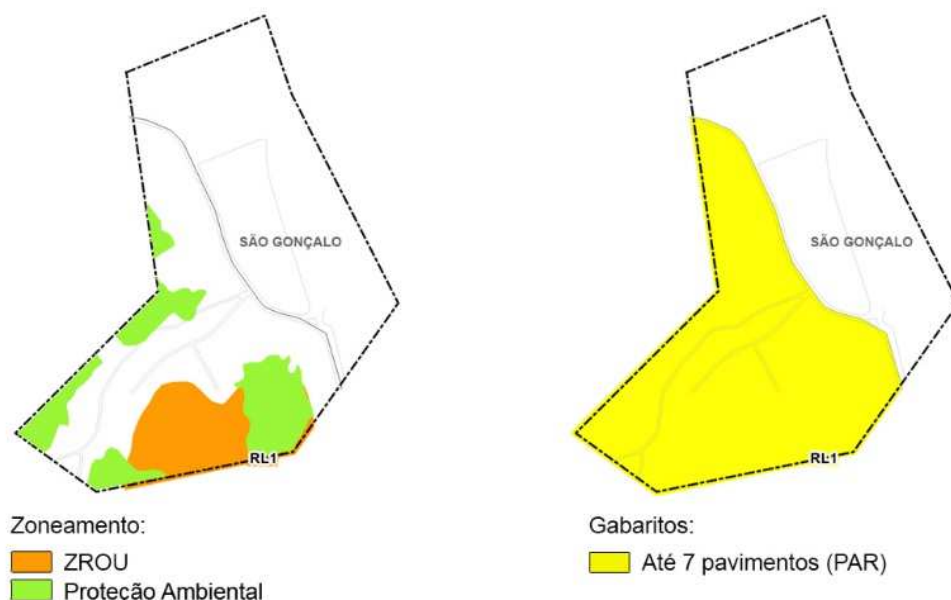 SÃO GONÇALO
RL1
Zoneamento:
ZROU
Proteção Ambiental
SÃO GONÇALO
RL1
Gabaritos:
Até 7 pavimentos (PAR)